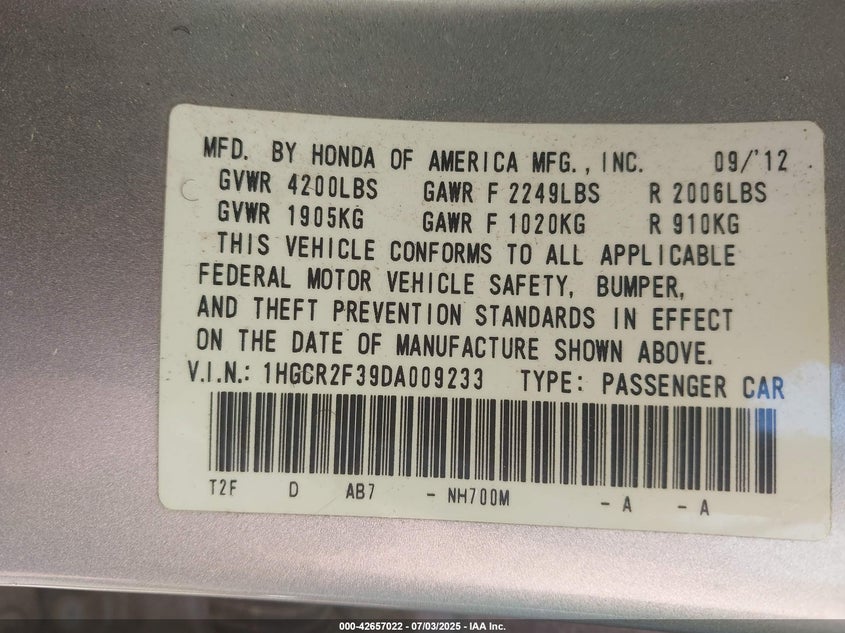 MFD. BY HONDA OF AMERICA MFG., INC. 09/'12
GVWR 4200LBS GAWR F 2249LBS R 2006LBS
GVWR 1905KG GAWR F 1020KG R 910KG
THIS VEHICLE CONFORMS TO ALL APPLICABLE
FEDERAL MOTOR VEHICLE SAFETY, BUMPER,
AND THEFT PREVENTION STANDARDS IN EFFECT
ON THE DATE OF MANUFACTURE SHOWN ABOVE.
V.I.N.: 1HGCR2F39DA009233 TYPE: PASSENGER CAR
T2F D AB7 - NH700M - A - A
000-42657022 - 07/03/2025 - IAA Inc.